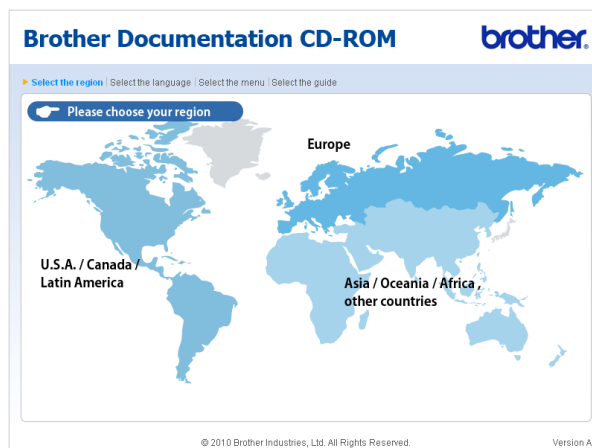 Brother Documentation CD-ROM
brother.
Select the region | Select the language | Select the menu | Select the guide
Please choose your region
Europe
U.S.A. / Canada /
Latin America
Asia / Oceania / Africa ,
other countries
© 2010 Brother Industries, Ltd. All Rights Reserved.
Version A